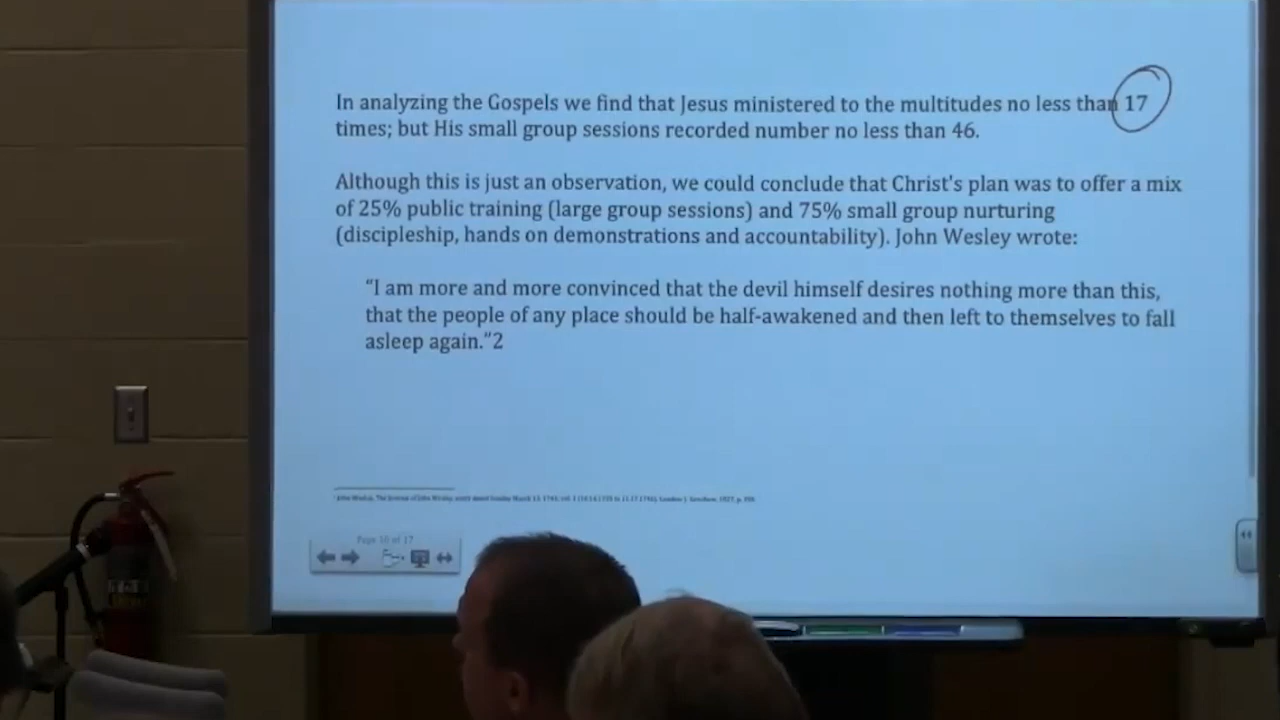 In analyzing the Gospels we find that Jesus ministered to the multitudes no less than 17
times; but His small group sessions recorded number no less than 46.
Although this is just an observation, we could conclude that Christ's plan was to offer a mix
of 25% public training (large group sessions) and 75% small group nurturing
(discipleship, hands on demonstrations and accountability). John Wesley wrote:
“I am more and more convinced that the devil himself desires nothing more than this,
that the people of any place should be half-awakened and then left to themselves to fall
asleep again.”2
Page 10 of 17